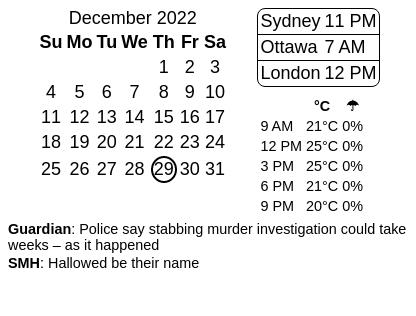 December 2022
Su Mo Tu We Th Fr Sa
1 2 3
4 5 6 7 8 9 10
11 12 13 14 15 16 17
18 19 20 21 22 23 24
25 26 27 28 29 30 31
Sydney 11 PM
Ottawa 7 AM
London 12 PM
°C ☂
9 AM 21°C 0%
12 PM 25°C 0%
3 PM 25°C 0%
6 PM 21°C 0%
9 PM 20°C 0%
Guardian: Police say stabbing murder investigation could take
weeks – as it happened
SMH: Hallowed be their name